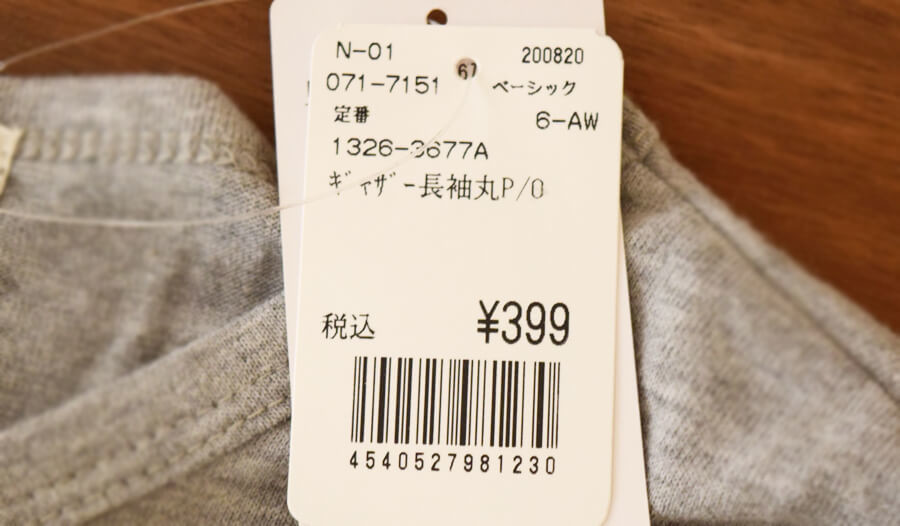 N-01 200820
67
071-7151 ベーシック
定番 6-AW
1326-3677A
ｷﾞｬｻﾞｰ長袖丸P/O
税込 ¥399
4540527981230